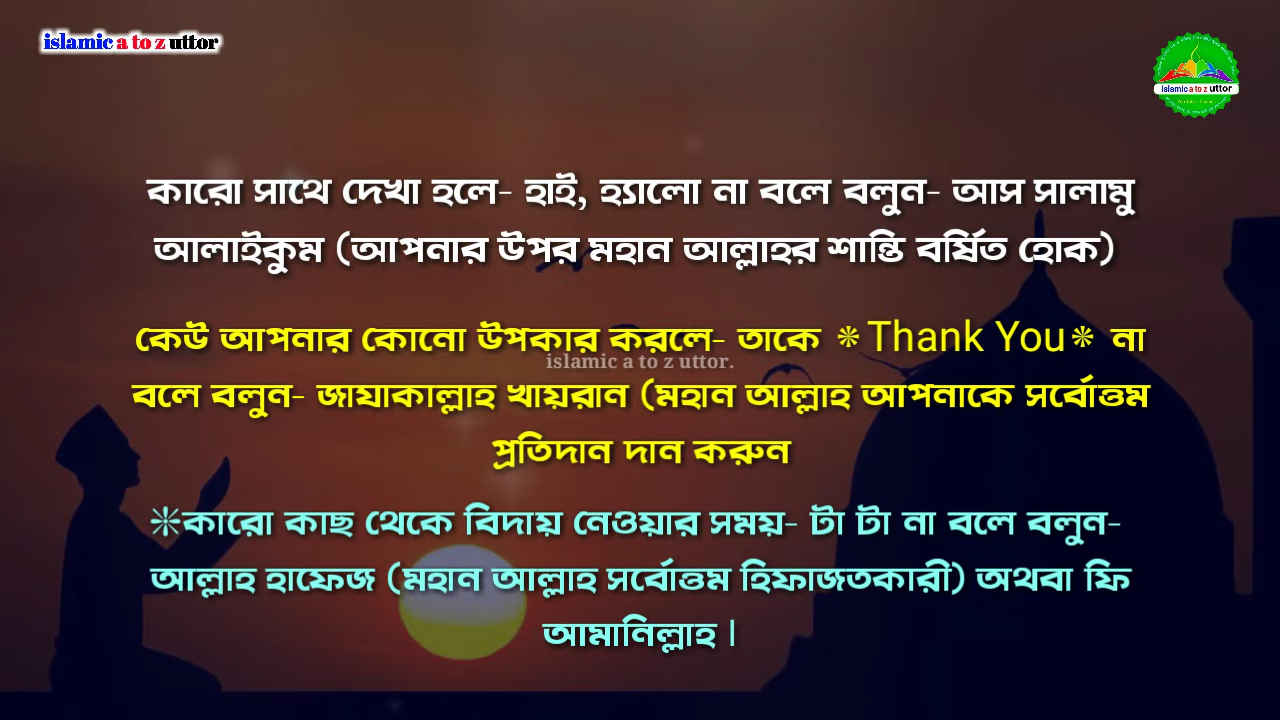 islamic a to z uttor
islamic a to z uttor
কারো সাথে দেখা হলে- হাই, হ্যালো না বলে বলুন- আস সালামু
আলাইকুম (আপনার উপর মহান আল্লাহর শান্তি বর্ষিত হোক)
কেউ আপনার কোনো উপকার করলে- তাকে *Thank You* না
islamic a to z uttor.
বলে বলুন- জাযাকাল্লাহ খায়রান (মহান আল্লাহ আপনাকে সর্বোত্তম
প্রতিদান দান করুন
❇কারো কাছ থেকে বিদায় নেওয়ার সময়- টা টা না বলে বলুন-
আল্লাহ হাফেজ (মহান আল্লাহ সর্বোত্তম হিফাজতকারী) অথবা ফি
আমানিল্লাহ।